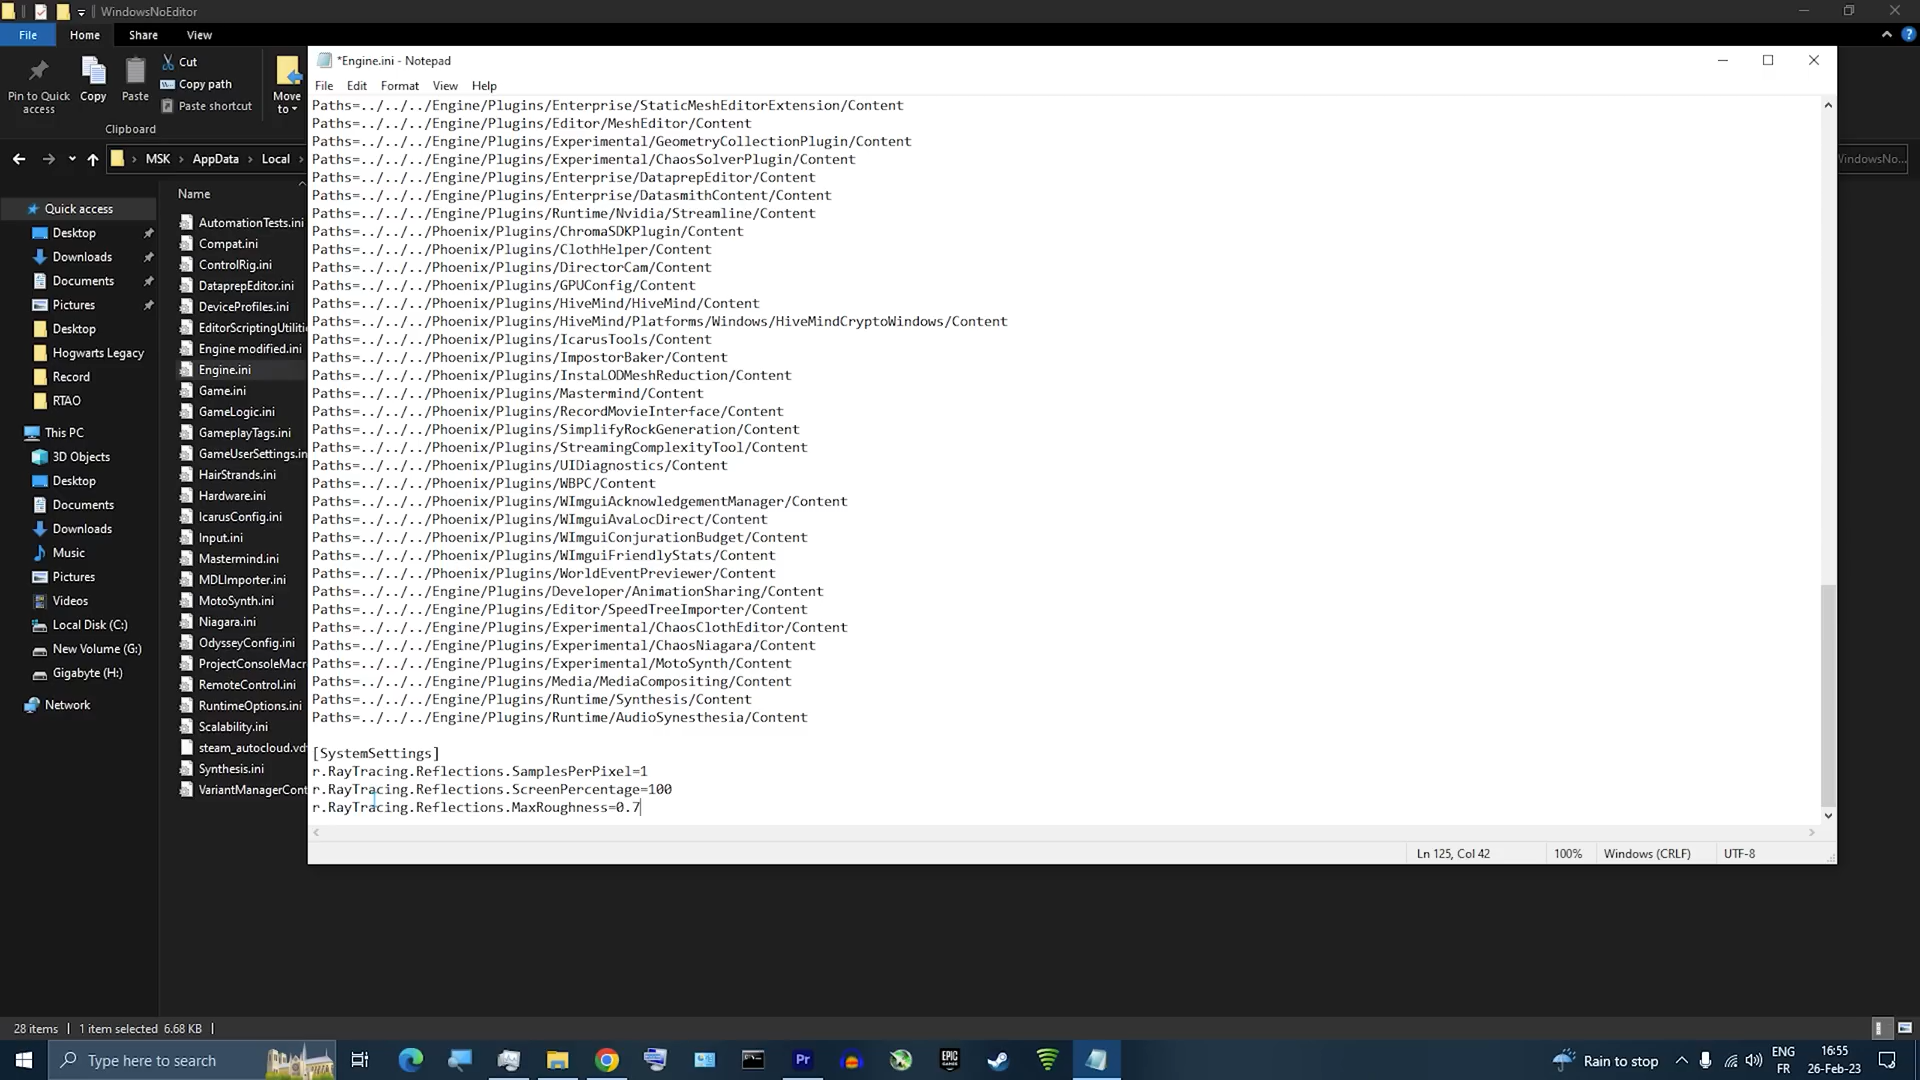 WindowsNoEditor
File
Home
Share
View
Pin to Quick access
Copy
Paste
Cut
Copy path
Paste shortcut
Move to
Clipboard
MSK
AppData
Local
WindowsNo...
Name
Quick access
Desktop
Downloads
Documents
Pictures
Desktop
Hogwarts Legacy
Record
RTAO
This PC
3D Objects
Desktop
Documents
Downloads
Music
Pictures
Videos
Local Disk (C:)
New Volume (G:)
Gigabyte (H:)
Network
AutomationTests.ini
Compat.ini
ControlRig.ini
DataprepEditor.ini
DeviceProfiles.ini
EditorScriptingUtilitie
Engine modified.ini
Engine.ini
Game.ini
GameLogic.ini
GameplayTags.ini
GameUserSettings.in
HairStrands.ini
Hardware.ini
IcarusConfig.ini
Input.ini
Mastermind.ini
MDLImporter.ini
MotoSynth.ini
Niagara.ini
OdysseyConfig.ini
ProjectConsoleMacr
RemoteControl.ini
RuntimeOptions.ini
Scalability.ini
steam_autocloud.vd
Synthesis.ini
VariantManagerCont
*Engine.ini - Notepad
File Edit Format View Help
Paths=../../../Engine/Plugins/Enterprise/StaticMeshEditorExtension/Content
Paths=../../../Engine/Plugins/Editor/MeshEditor/Content
Paths=../../../Engine/Plugins/Experimental/GeometryCollectionPlugin/Content
Paths=../../../Engine/Plugins/Experimental/ChaosSolverPlugin/Content
Paths=../../../Engine/Plugins/Enterprise/DataprepEditor/Content
Paths=../../../Engine/Plugins/Enterprise/DatasmithContent/Content
Paths=../../../Engine/Plugins/Runtime/Nvidia/Streamline/Content
Paths=../../../Phoenix/Plugins/ChromaSDKPlugin/Content
Paths=../../../Phoenix/Plugins/ClothHelper/Content
Paths=../../../Phoenix/Plugins/DirectorCam/Content
Paths=../../../Phoenix/Plugins/GPUConfig/Content
Paths=../../../Phoenix/Plugins/HiveMind/HiveMind/Content
Paths=../../../Phoenix/Plugins/HiveMind/Platforms/Windows/HiveMindCryptoWindows/Content
Paths=../../../Phoenix/Plugins/IcarusTools/Content
Paths=../../../Phoenix/Plugins/ImpostorBaker/Content
Paths=../../../Phoenix/Plugins/InstaLODMeshReduction/Content
Paths=../../../Phoenix/Plugins/Mastermind/Content
Paths=../../../Phoenix/Plugins/RecordMovieInterface/Content
Paths=../../../Phoenix/Plugins/SimplifyRockGeneration/Content
Paths=../../../Phoenix/Plugins/StreamingComplexityTool/Content
Paths=../../../Phoenix/Plugins/UIDiagnostics/Content
Paths=../../../Phoenix/Plugins/WBPC/Content
Paths=../../../Phoenix/Plugins/WImguiAcknowledgementManager/Content
Paths=../../../Phoenix/Plugins/WImguiAvaLocDirect/Content
Paths=../../../Phoenix/Plugins/WImguiConjurationBudget/Content
Paths=../../../Phoenix/Plugins/WImguiFriendlyStats/Content
Paths=../../../Phoenix/Plugins/WorldEventPreviewer/Content
Paths=../../../Engine/Plugins/Developer/AnimationSharing/Content
Paths=../../../Engine/Plugins/Editor/SpeedTreeImporter/Content
Paths=../../../Engine/Plugins/Experimental/ChaosClothEditor/Content
Paths=../../../Engine/Plugins/Experimental/ChaosNiagara/Content
Paths=../../../Engine/Plugins/Experimental/MotoSynth/Content
Paths=../../../Engine/Plugins/Media/MediaCompositing/Content
Paths=../../../Engine/Plugins/Runtime/Synthesis/Content
Paths=../../../Engine/Plugins/Runtime/AudioSynesthesia/Content
[SystemSettings]
r.RayTracing.Reflections.SamplesPerPixel=1
r.RayTracing.Reflections.ScreenPercentage=100
r.RayTracing.Reflections.MaxRoughness=0.7
Ln 125, Col 42
100%
Windows (CRLF)
UTF-8
28 items
1 item selected 6.68 KB
Type here to search
Pr
EPIC GAMES
Rain to stop
ENG
FR
16:55
26-Feb-23